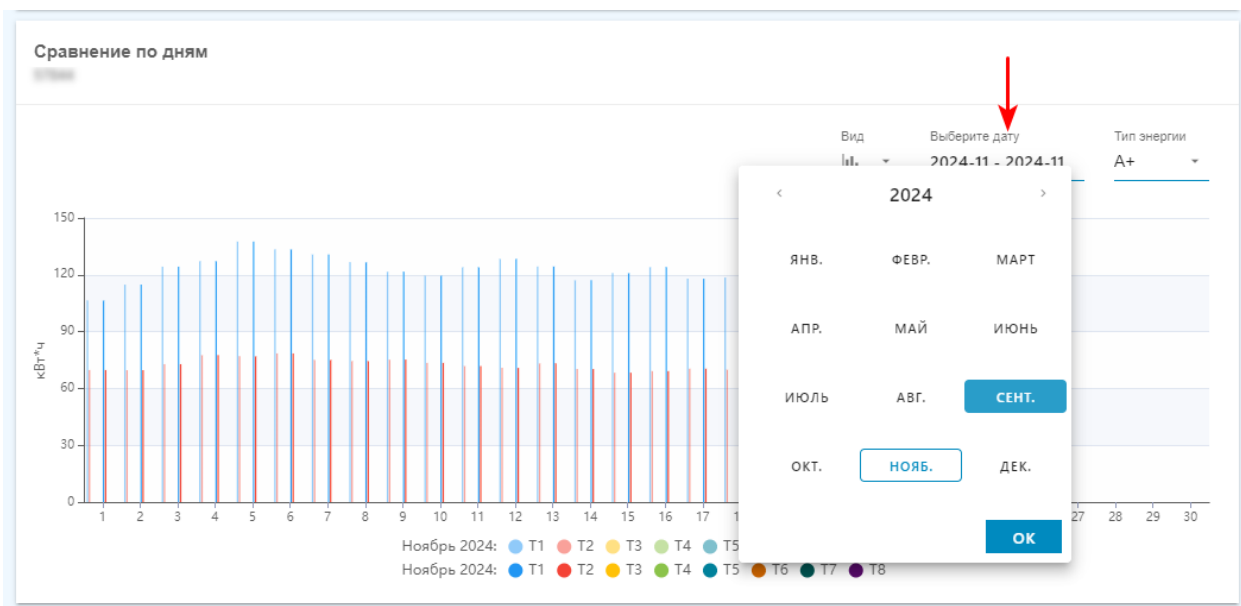 Сравнение по дням
Вид Выберите дату Тип энергии
2024-11 - 2024-11 A+
2024
ЯНВ. ФЕВР. МАРТ
АПР. МАЙ ИЮНЬ
ИЮЛЬ АВГ. СЕНТ.
ОКТ. НОЯБ. ДЕК.
ОК
кВт*ч
150
120
90
60
30
0
1 2 3 4 5 6 7 8 9 10 11 12 13 14 15 16 17 1 27 28 29 30
Ноябрь 2024: T1 T2 T3 T4 T5
Ноябрь 2024: T1 T2 T3 T4 T5 T6 T7 T8